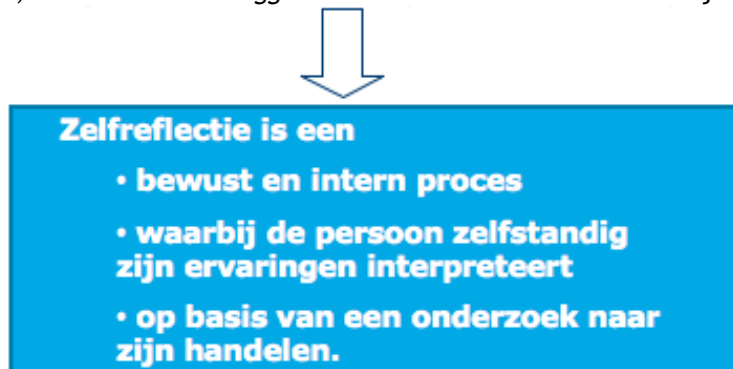 Zelfreflectie is een
• bewust en intern proces
• waarbij de persoon zelfstandig
zijn ervaringen interpreteert
• op basis van een onderzoek naar
zijn handelen.